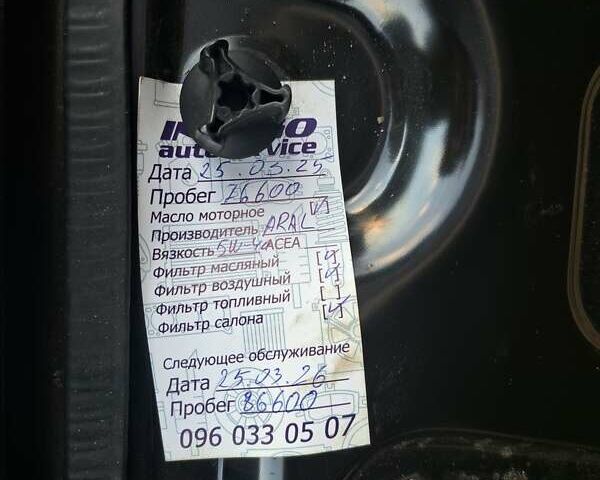 auto service
Дата 25.03.25
Пробег 76600
Масло моторное [V]
Производитель ARAL
Вязкость 5W-40 ACEA
Фильтр масляный [V]
Фильтр воздушный [V]
Фильтр топливный [ ]
Фильтр салона [V]
Следующее обслуживание
Дата 25.03.26
Пробег 86600
096 033 05 07